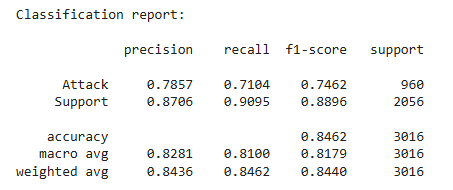 Classification report:
precision recall f1-score support
Attack 0.7857 0.7104 0.7462 960
Support 0.8706 0.9095 0.8896 2056
accuracy 0.8462 3016
macro avg 0.8281 0.8100 0.8179 3016
weighted avg 0.8436 0.8462 0.8440 3016